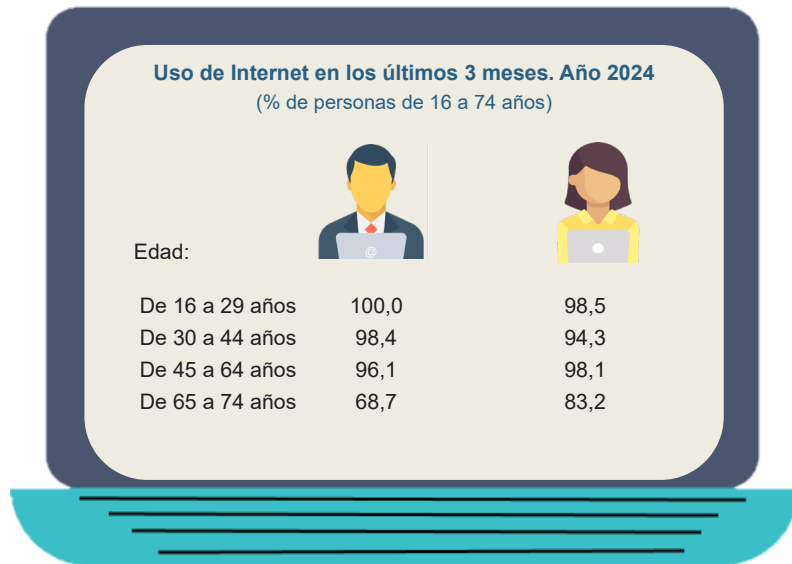 Uso de Internet en los últimos 3 meses. Año 2024
(% de personas de 16 a 74 años)
@
Edad:
De 16 a 29 años 100,0 98,5
De 30 a 44 años 98,4 94,3
De 45 a 64 años 96,1 98,1
De 65 a 74 años 68,7 83,2